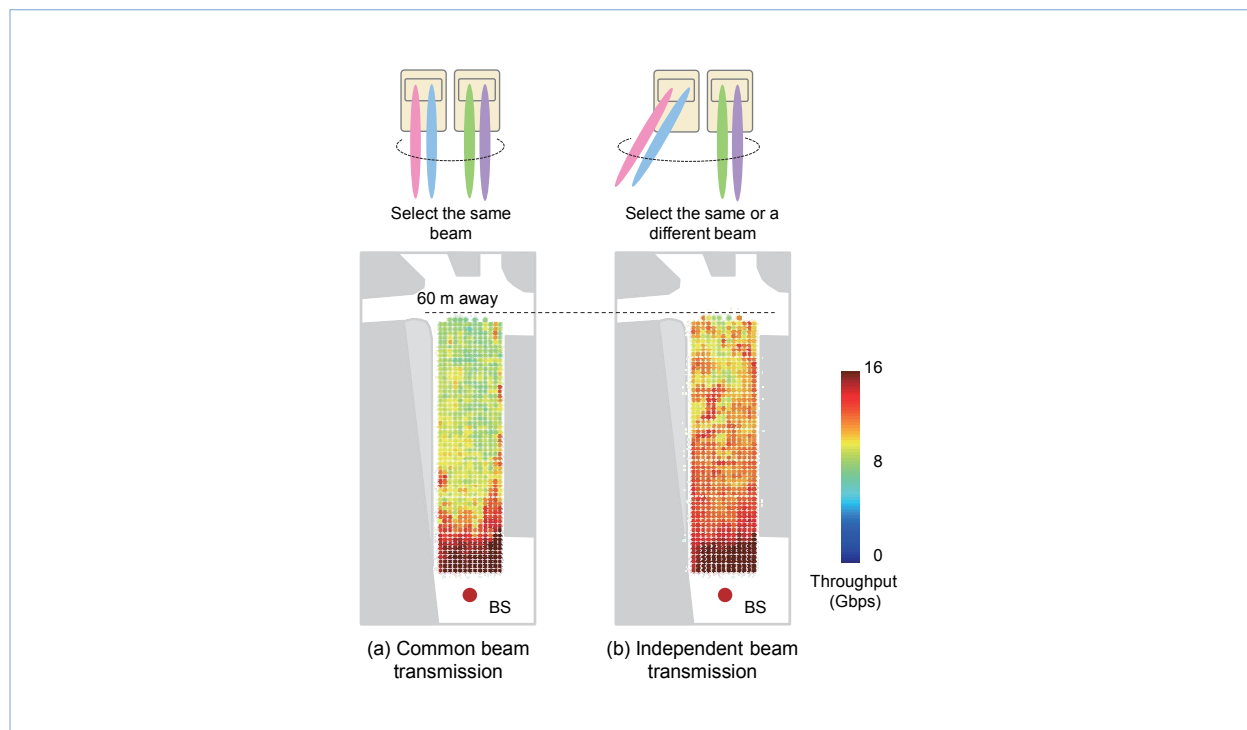 Select the same
beam
Select the same or a
different beam
60 m away
16
8
0
Throughput
(Gbps)
BS
BS
(a) Common beam
transmission
(b) Independent beam
transmission